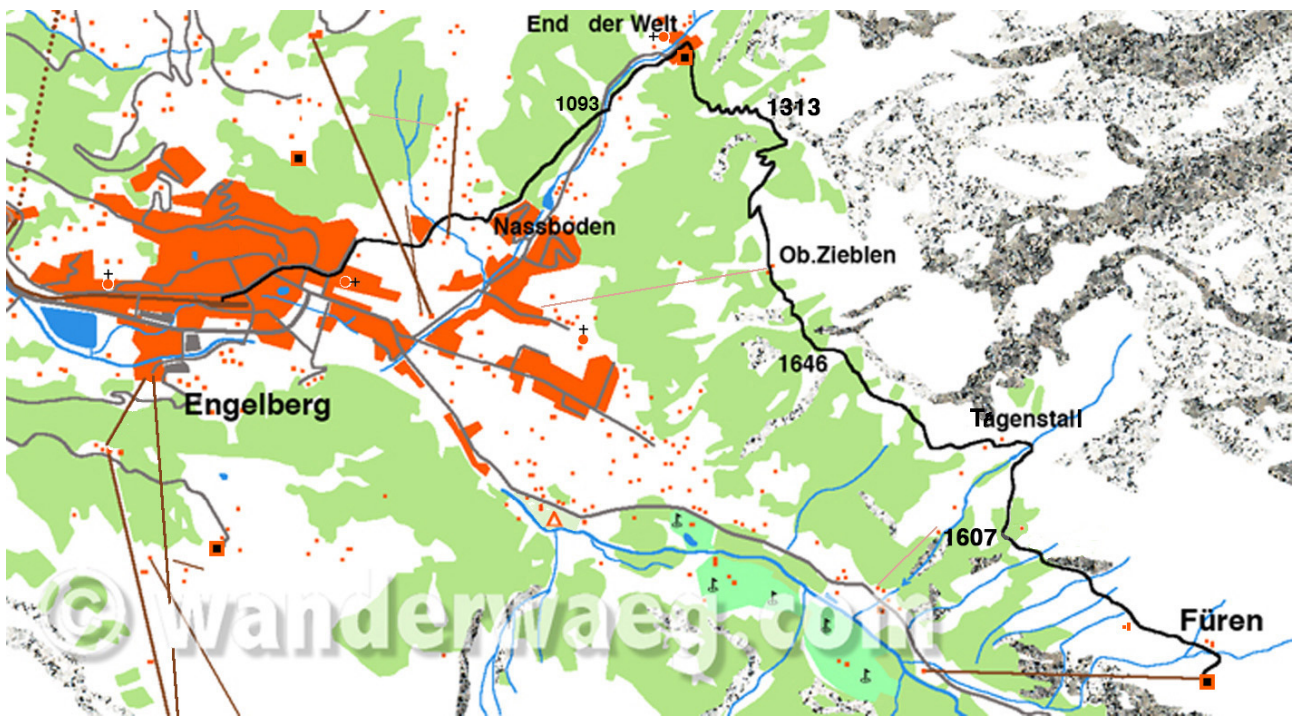 End der Welt
1093
1313
Nassboden
Ob.Zieblen
1646
Engelberg
Tagenstall
1607
© wanderwaeg.com
Füren